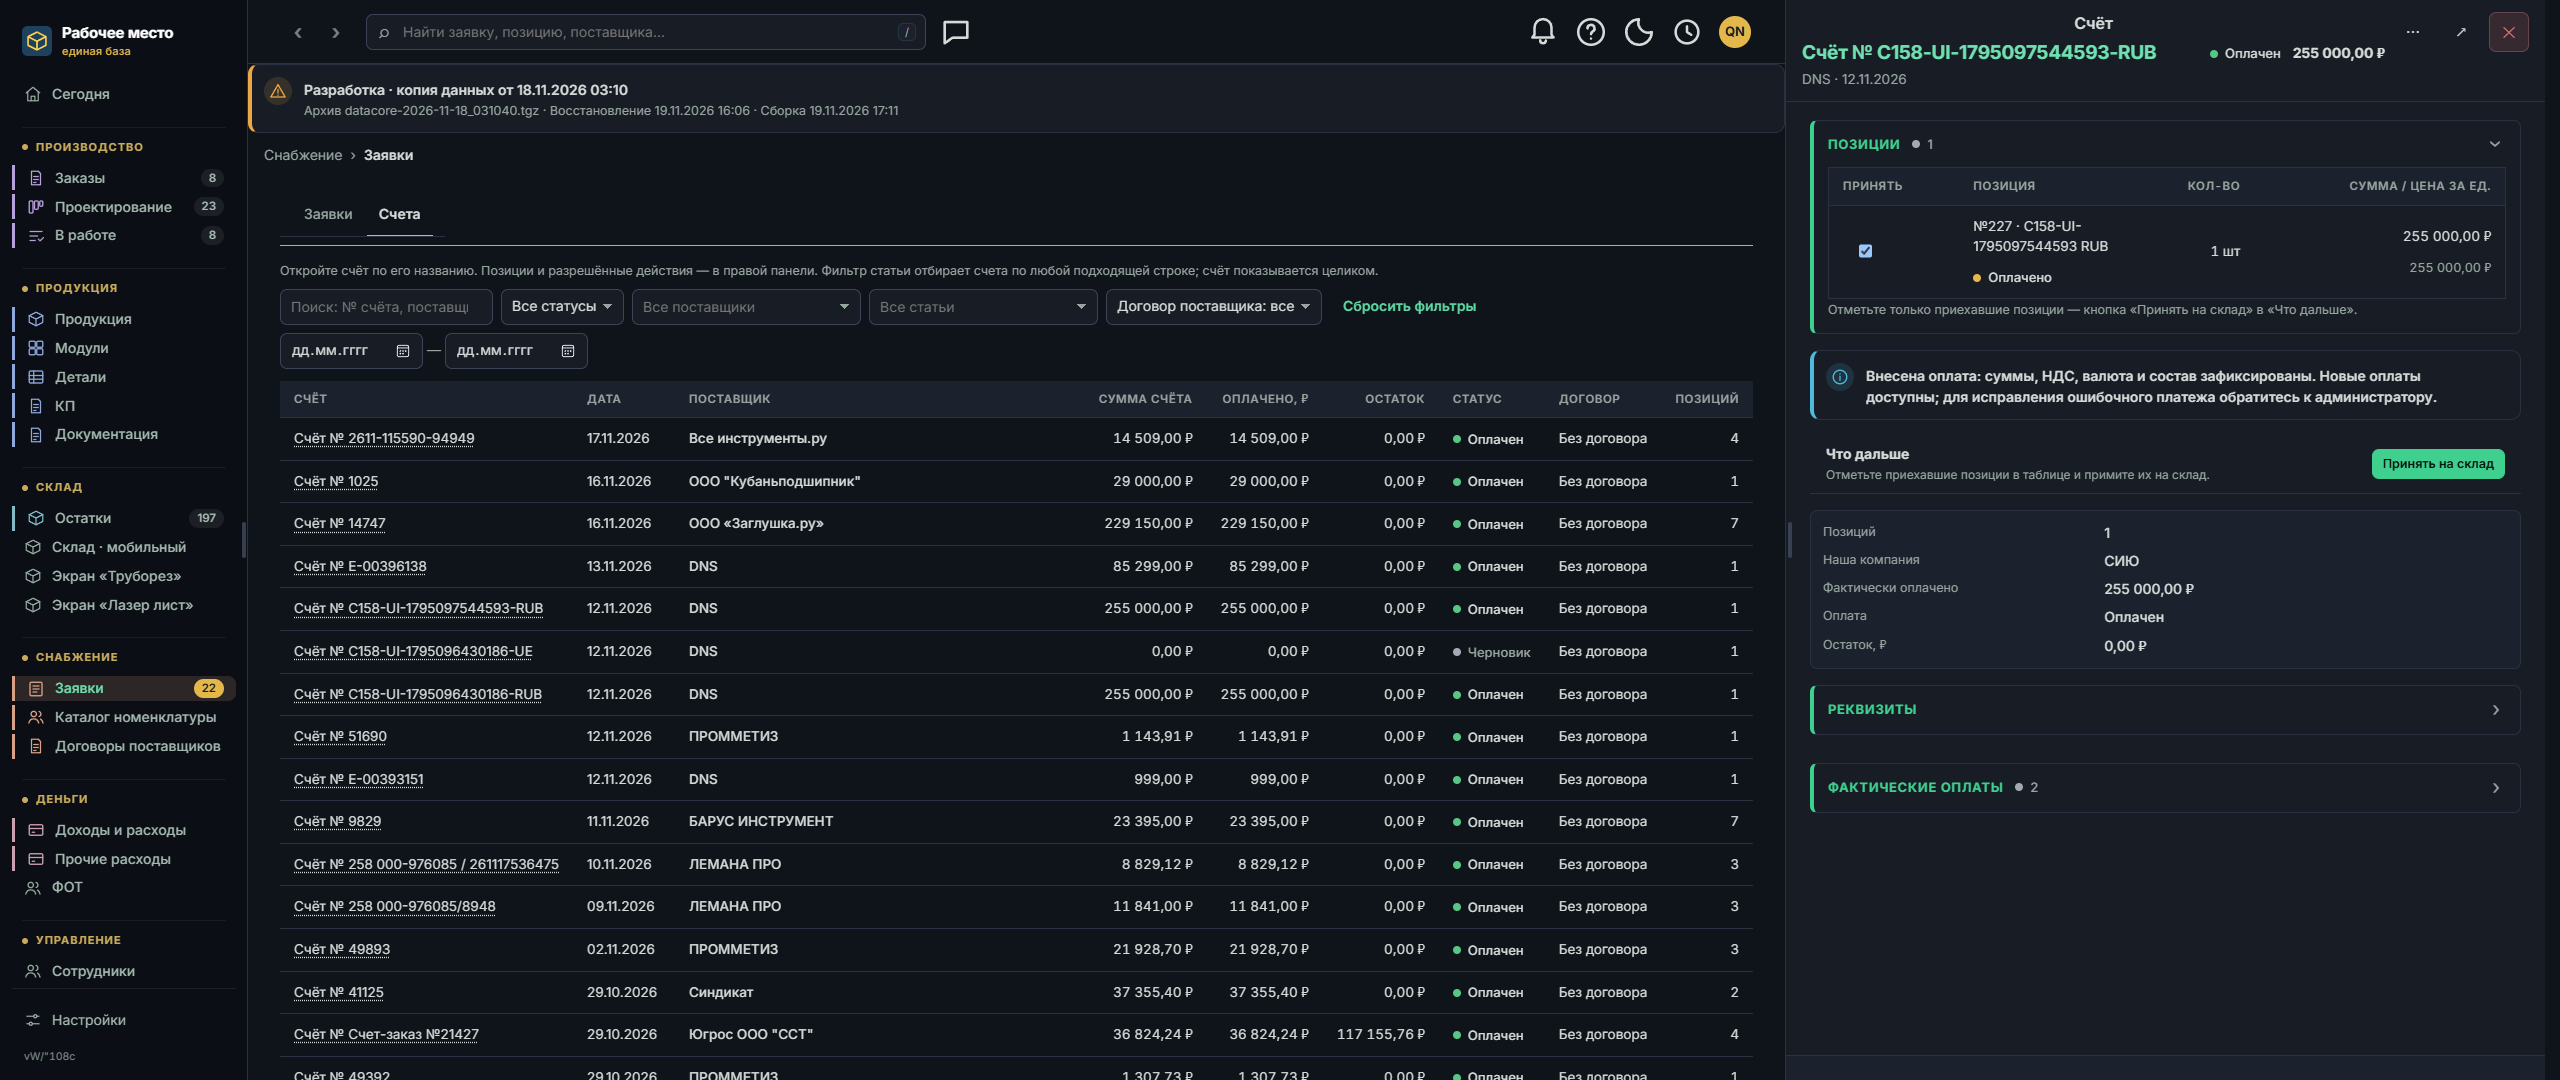 Рабочее место
единая база
Сегодня
ПРОИЗВОДСТВО
Заказы 8
Проектирование 23
В работе 8
ПРОДУКЦИЯ
Продукция
Модули
Детали
КП
Документация
СКЛАД
Остатки 197
Склад · мобильный
Экран «Труборез»
Экран «Лазер лист»
СНАБЖЕНИЕ
Заявки 22
Каталог номенклатуры
Договоры поставщиков
ДЕНЬГИ
Доходы и расходы
Прочие расходы
ФОТ
УПРАВЛЕНИЕ
Сотрудники
Настройки
vW/"108c
Найти заявку, позицию, поставщика... /
QN
Разработка · копия данных от 18.11.2026 03:10
Архив datacore-2026-11-18_031040.tgz · Восстановление 19.11.2026 16:06 · Сборка 19.11.2026 17:11
Снабжение › Заявки
Заявки Счета
Откройте счёт по его названию. Позиции и разрешённые действия — в правой панели. Фильтр статьи отбирает счета по любой подходящей строке; счёт показывается целиком.
Поиск: № счёта, поставщ Все статусы Все поставщики Все статьи Договор поставщика: все Сбросить фильтры
ДД.ММ.ГГГГ — ДД.ММ.ГГГГ
СЧЁТ ДАТА ПОСТАВЩИК СУММА СЧЁТА ОПЛАЧЕНО, ₽ ОСТАТОК СТАТУС ДОГОВОР ПОЗИЦИЙ
Счёт № 2611-115590-94949 17.11.2026 Все инструменты.ру 14 509,00 ₽ 14 509,00 ₽ 0,00 ₽ Оплачен Без договора 4
Счёт № 1025 16.11.2026 ООО "Кубаньподшипник" 29 000,00 ₽ 29 000,00 ₽ 0,00 ₽ Оплачен Без договора 1
Счёт № 14747 16.11.2026 ООО «Заглушка.ру» 229 150,00 ₽ 229 150,00 ₽ 0,00 ₽ Оплачен Без договора 7
Счёт № Е-00396138 13.11.2026 DNS 85 299,00 ₽ 85 299,00 ₽ 0,00 ₽ Оплачен Без договора 1
Счёт № C158-UI-1795097544593-RUB 12.11.2026 DNS 255 000,00 ₽ 255 000,00 ₽ 0,00 ₽ Оплачен Без договора 1
Счёт № C158-UI-1795096430186-UE 12.11.2026 DNS 0,00 ₽ 0,00 ₽ 0,00 ₽ Черновик Без договора 1
Счёт № C158-UI-1795096430186-RUB 12.11.2026 DNS 255 000,00 ₽ 255 000,00 ₽ 0,00 ₽ Оплачен Без договора 1
Счёт № 51690 12.11.2026 ПРОММЕТИЗ 1 143,91 ₽ 1 143,91 ₽ 0,00 ₽ Оплачен Без договора 1
Счёт № Е-00393151 12.11.2026 DNS 999,00 ₽ 999,00 ₽ 0,00 ₽ Оплачен Без договора 1
Счёт № 9829 11.11.2026 БАРУС ИНСТРУМЕНТ 23 395,00 ₽ 23 395,00 ₽ 0,00 ₽ Оплачен Без договора 7
Счёт № 258 000-976085 / 261117536475 10.11.2026 ЛЕМАНА ПРО 8 829,12 ₽ 8 829,12 ₽ 0,00 ₽ Оплачен Без договора 3
Счёт № 258 000-976085/8948 09.11.2026 ЛЕМАНА ПРО 11 841,00 ₽ 11 841,00 ₽ 0,00 ₽ Оплачен Без договора 3
Счёт № 49893 02.11.2026 ПРОММЕТИЗ 21 928,70 ₽ 21 928,70 ₽ 0,00 ₽ Оплачен Без договора 3
Счёт № 41125 29.10.2026 Синдикат 37 355,40 ₽ 37 355,40 ₽ 0,00 ₽ Оплачен Без договора 2
Счёт № Счет-заказ №21427 29.10.2026 Югрос ООО "ССТ" 36 824,24 ₽ 36 824,24 ₽ 117 155,76 ₽ Оплачен Без договора 4
Счёт № 49392 29.10.2026 ПРОММЕТИЗ 1 307,73 ₽ 1 307,73 ₽ 0,00 ₽ Оплачен Без договора 1
Счёт
Счёт № C158-UI-1795097544593-RUB Оплачен 255 000,00 ₽
DNS · 12.11.2026
ПОЗИЦИИ 1
ПРИНЯТЬ ПОЗИЦИЯ КОЛ-ВО СУММА / ЦЕНА ЗА ЕД.
№227 · C158-UI-
1795097544593 RUB
Оплачено
1 шт
255 000,00 ₽
255 000,00 ₽
Отметьте только приехавшие позиции — кнопка «Принять на склад» в «Что дальше».
Внесена оплата: суммы, НДС, валюта и состав зафиксированы. Новые оплаты
доступны; для исправления ошибочного платежа обратитесь к администратору.
Что дальше
Отметьте приехавшие позиции в таблице и примите их на склад.
Принять на склад
Позиций 1
Наша компания СИЮ
Фактически оплачено 255 000,00 ₽
Оплата Оплачен
Остаток, ₽ 0,00 ₽
РЕКВИЗИТЫ
ФАКТИЧЕСКИЕ ОПЛАТЫ 2